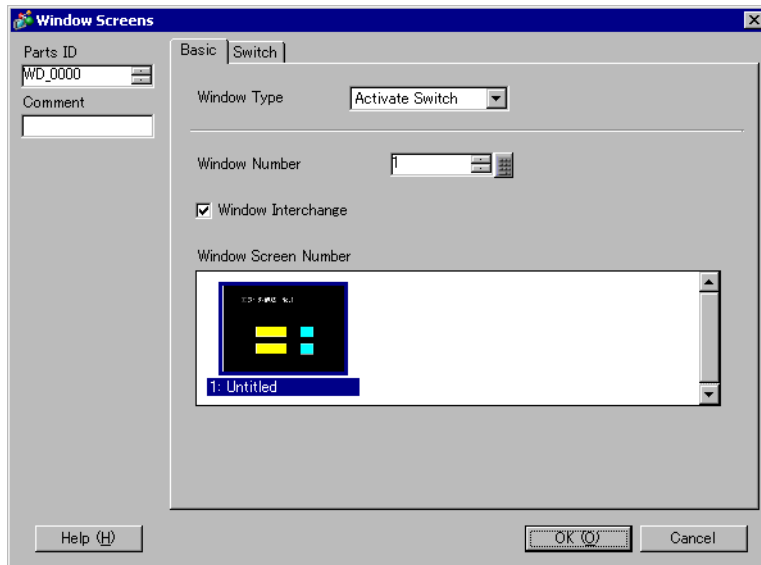 Window Screens
Parts ID
WD_0000
Comment
Basic
Switch
Window Type
Activate Switch
Window Number
1
Window Interchange
Window Screen Number
1: Untitled
Help (H)
OK (O)
Cancel